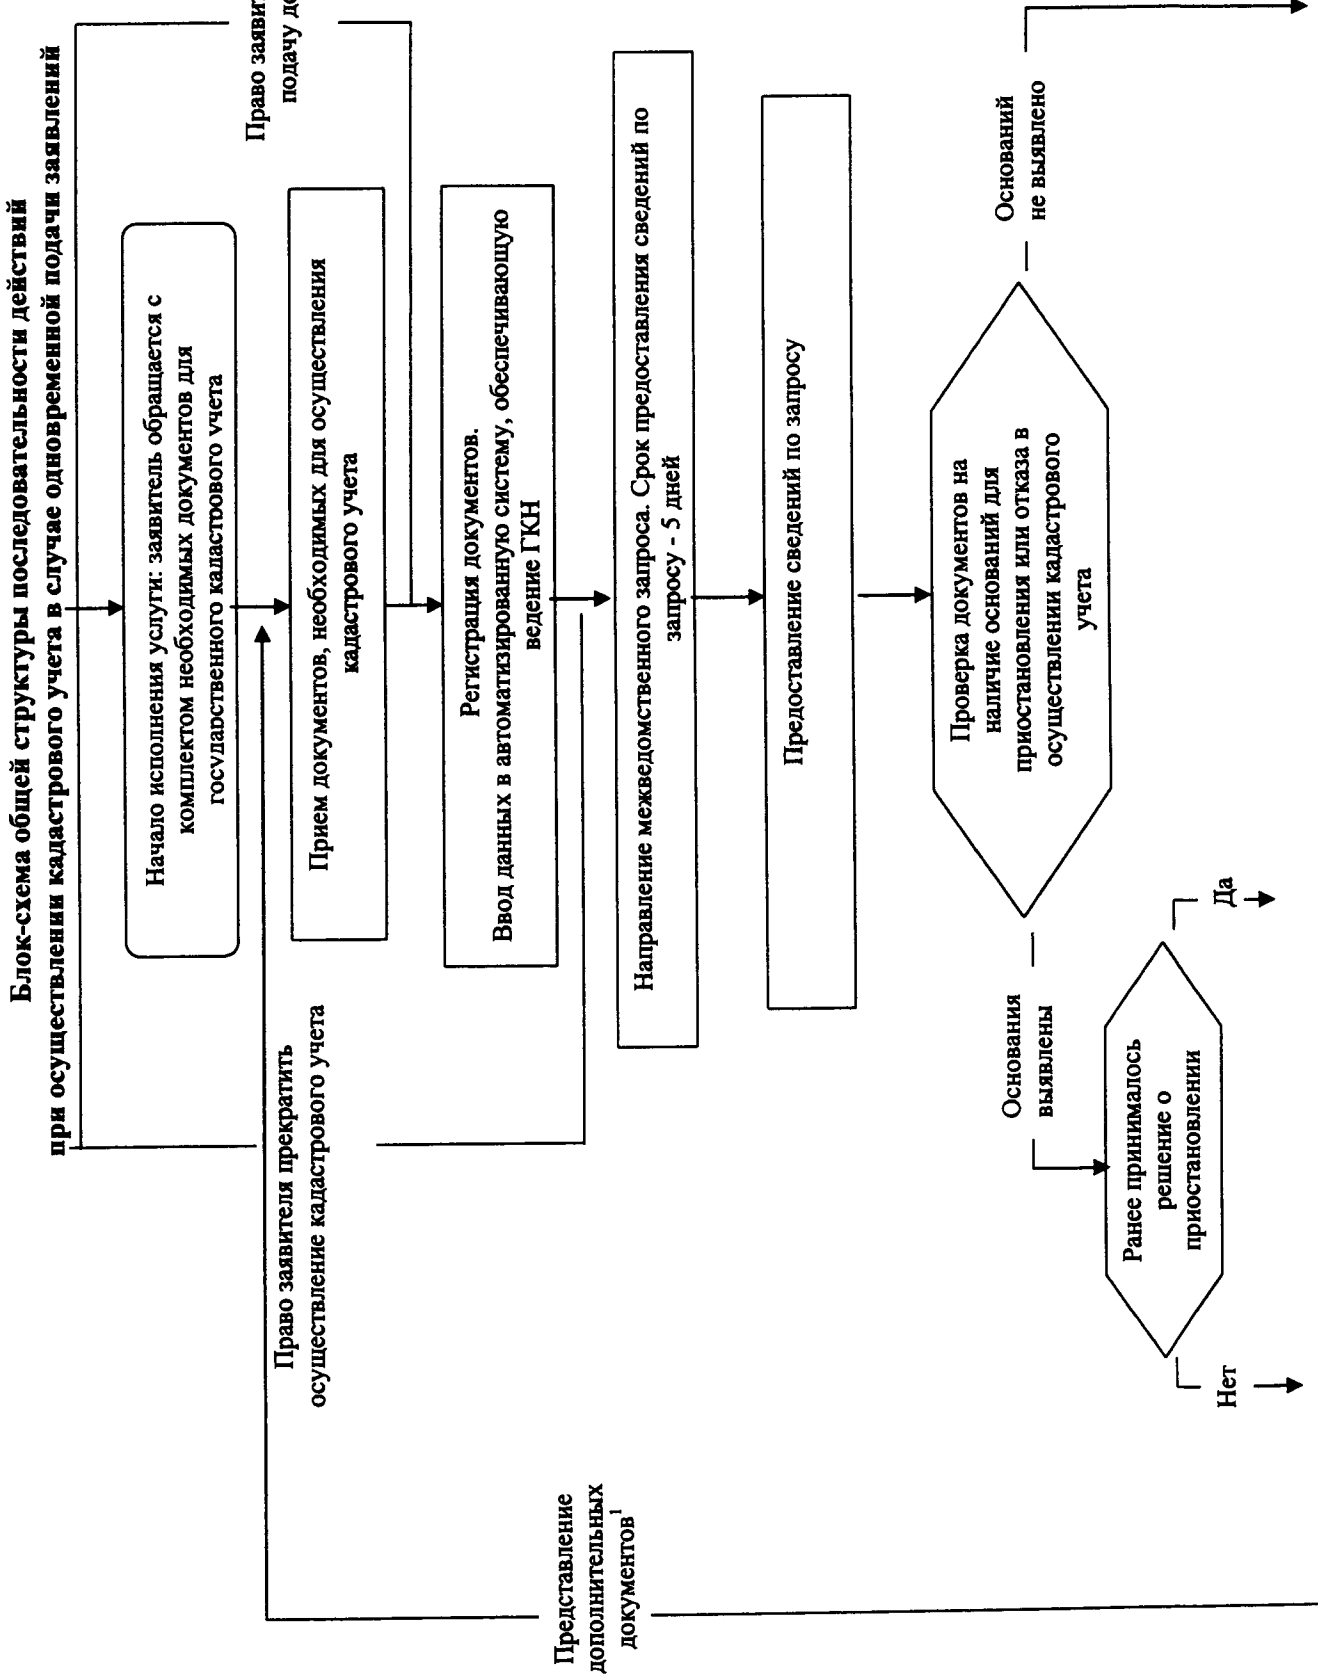 Блок-схема общей структуры последовательности действий
при осуществлении кадастрового учета в случае одновременной подачи заявлений
Начало исполнения услуги: заявитель обращается с
комплектом необходимых документов для
государственного кадастрового учета
Право
подачу
Прием документов, необходимых для осуществления
кадастрового учета
Право заявителя прекратить
осуществление кадастрового учета
Регистрация документов.
Ввод данных в автоматизированную систему, обеспечивающую
ведение ГКН
Представление
дополнительных
документов¹
Направление межведомственного запроса. Срок предоставления сведений по
запросу - 5 дней
Предоставление сведений по запросу
Проверка документов на
наличие оснований для
приостановления или отказа в
осуществлении кадастрового
учета
Оснований
не выявлено
Основания
выявлены
Ранее принималось
решение о
приостановлении
Да
Нет